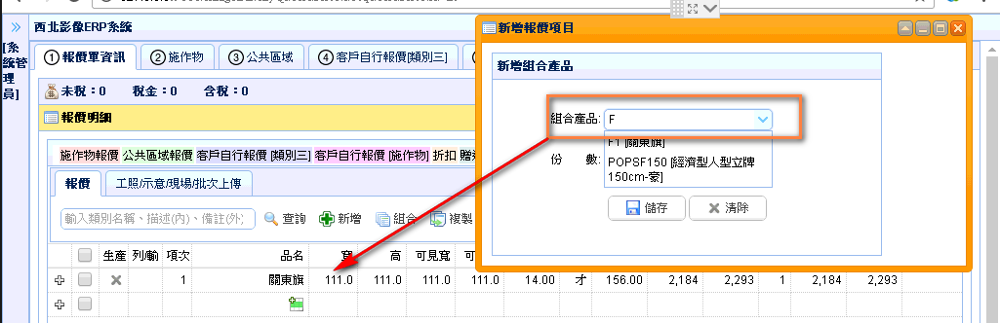 西北影像ERP系統
[系統管理員]
① 報價單資訊 ② 施作物 ③ 公共區域 ④ 客戶自行報價[類別三]
未稅：0 稅金：0 含稅：0
報價明細
施作物報價 公共區域報價 客戶自行報價 [類別三] 客戶自行報價 [施作物] 折扣
報價 工照/示意/現場/批次上傳
輸入類別名稱、描述(內)、備註(外) 查詢 新增 組合 複製
生產 列/輸 項次 品名 寬 高 可見寬
1 關東旗 111.0 111.0 111.0 111.0 14.00 才 156.00 2,184 2,293 1 2,184 2,293
新增報價項目
新增組合產品
組合產品: F
F1 [關東旗]
份 數:
POPSF150 [經濟型人型立牌
150cm-豪]
儲存 清除